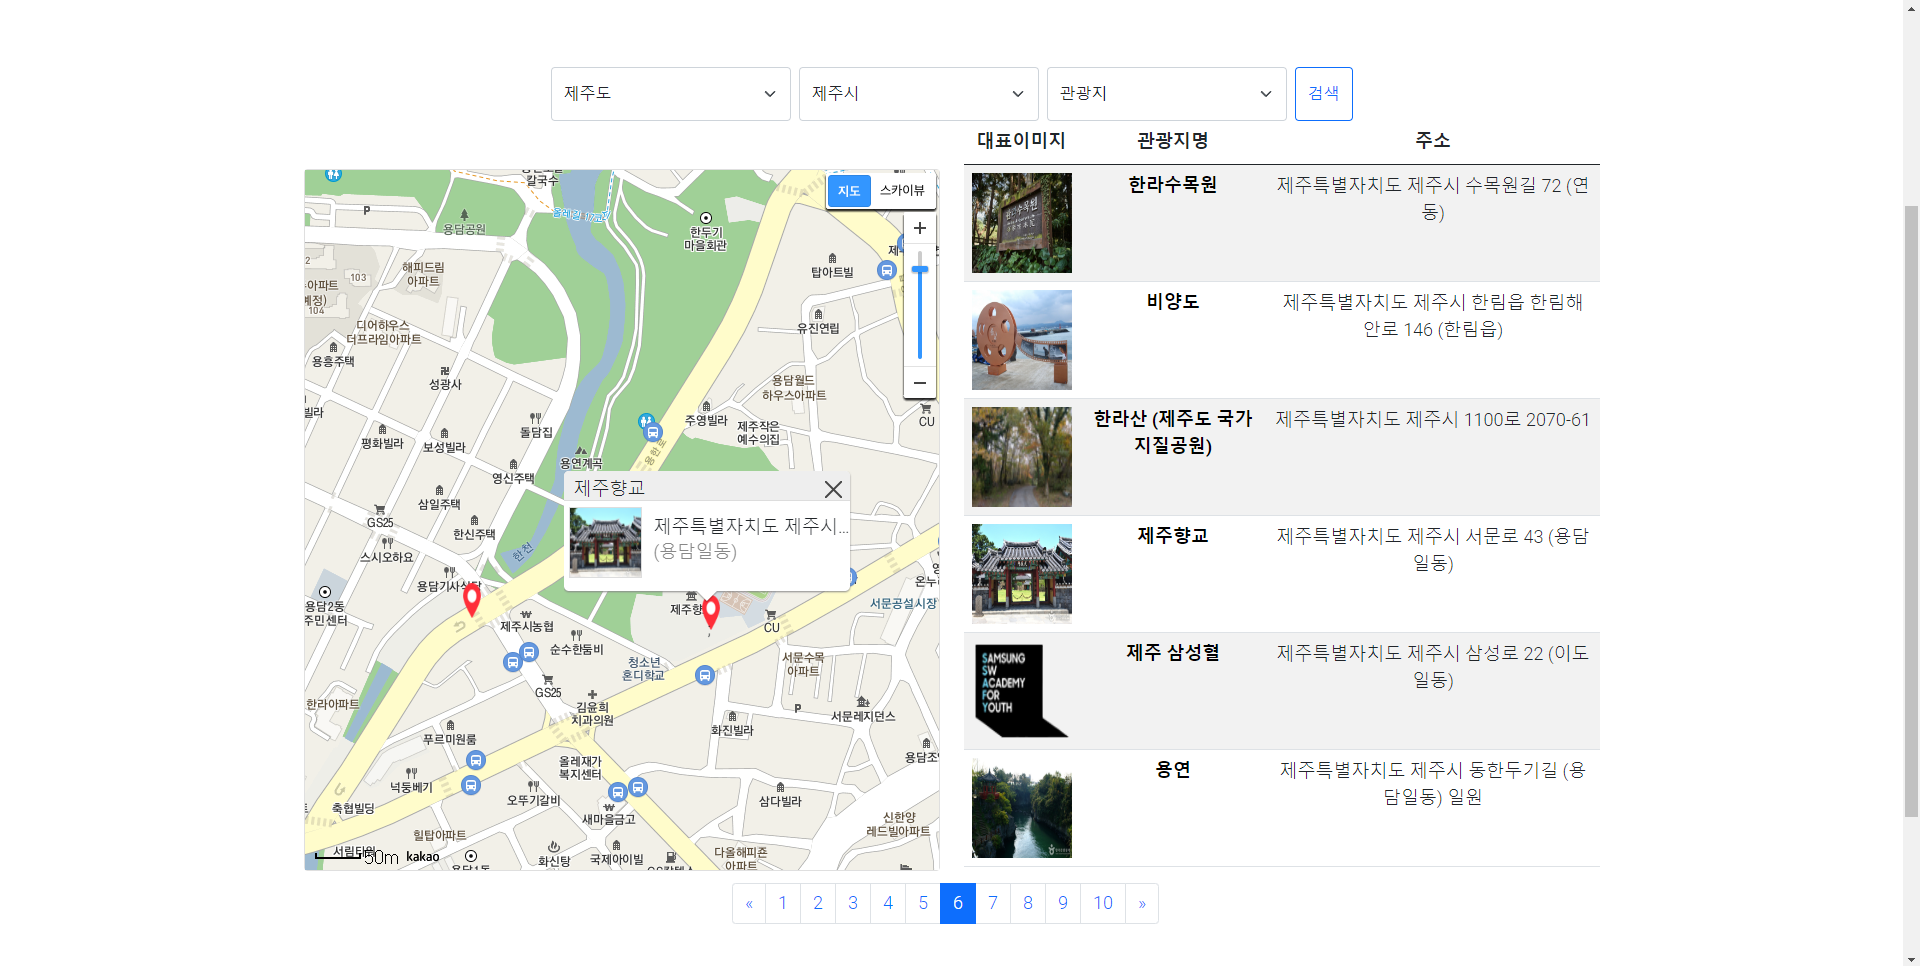 제주도
제주시
관광지
검색
대표이미지 관광지명 주소
한라수목원
제주특별자치도 제주시 수목원길 72 (연
동)
비양도
제주특별자치도 제주시 한림읍 한림해
안로 146 (한림읍)
한라산 (제주도 국가
지질공원)
제주특별자치도 제주시 1100로 2070-61
제주향교
제주특별자치도 제주시 서문로 43 (용담
일동)
제주 삼성혈
제주특별자치도 제주시 삼성로 22 (이도
일동)
SAMSUNG
SW
ACADEMY
FOR
YOUTH
용연
제주특별자치도 제주시 동한두기길 (용
담일동) 일원
지도 스카이뷰
칼국수
올레길 17코스
P
용담공원
한두기
마을회관
해피드림
아파트
103
104
탑아트빌
디어하우스
더프라임아파트
유진연립
용흥주택
성광사
용담월드
하우스아파트
CU
주영빌라
제주작은
예수의집
돌담집
평화빌라
보성빌라
용한로
용연계곡
영신주택
삼일주택
GS25
한신주택
한천
스시오하요
제주향교
제주특별자치도 제주시...
(용담일동)
용담기사식당
용담2동
주민센터
제주시농협
제주향
CU
서문공설시장
순수한둠비
청소년
혼디학교
서문수목
아파트
GS25
한라아파트
김윤희
치과의원
P
서문레지던스
화진빌라
푸르미원룸
올레재가
복지센터
넉둥베기
오뚜기갈비
삼다빌라
축협빌딩
새마을금고
신한양
레드빌아파트
힐탑아파트
50m kakao
화신탕
국제아이빌
다올해피죤
아파트
« 1 2 3 4 5 6 7 8 9 10 »